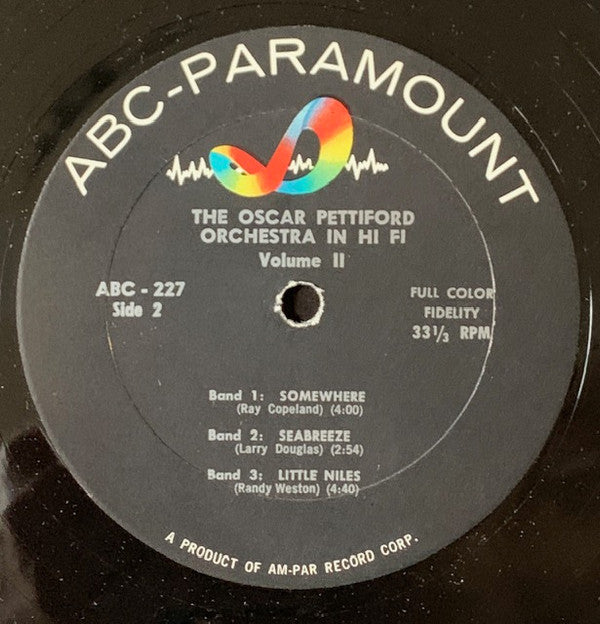 ABC-PARAMOUNT
THE OSCAR PETTIFORD
ORCHESTRA IN HI FI
Volume II
ABC - 227
Side 2
FULL COLOR
FIDELITY
33⅓ RPM
Band 1: SOMEWHERE
(Ray Copeland) (4:00)
Band 2: SEABREEZE
(Larry Douglas) (2:54)
Band 3: LITTLE NILES
(Randy Weston) (4:40)
A PRODUCT OF AM-PAR RECORD CORP.